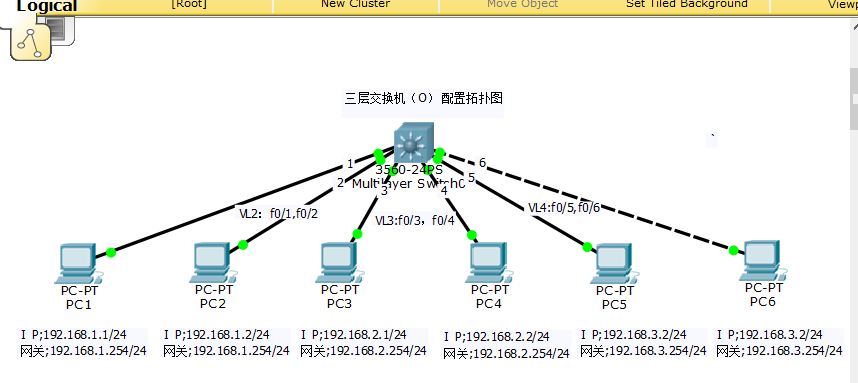 Logical
[Root]
New Cluster
Move Object
Set Tiled Background
Viewp
三层交换机（O）配置拓扑图
3560-24PS
Multilayer Switch0
1
2
3
4
5
6
VL2：f0/1,f0/2
VL3:f0/3，f0/4
VL4:f0/5,f0/6
PC-PT
PC1
PC-PT
PC2
PC-PT
PC3
PC-PT
PC4
PC-PT
PC5
PC-PT
PC6
I P;192.168.1.1/24
网关;192.168.1.254/24
I P;192.168.1.2/24
网关;192.168.1.254/24
I P;192.168.2.1/24
网关;192.168.2.254/24
I P;192.168.2.2/24
网关;192.168.2.254/24
I P;192.168.3.2/24
网关;192.168.3.254/24
I P;192.168.3.2/24
网关;192.168.3.254/24